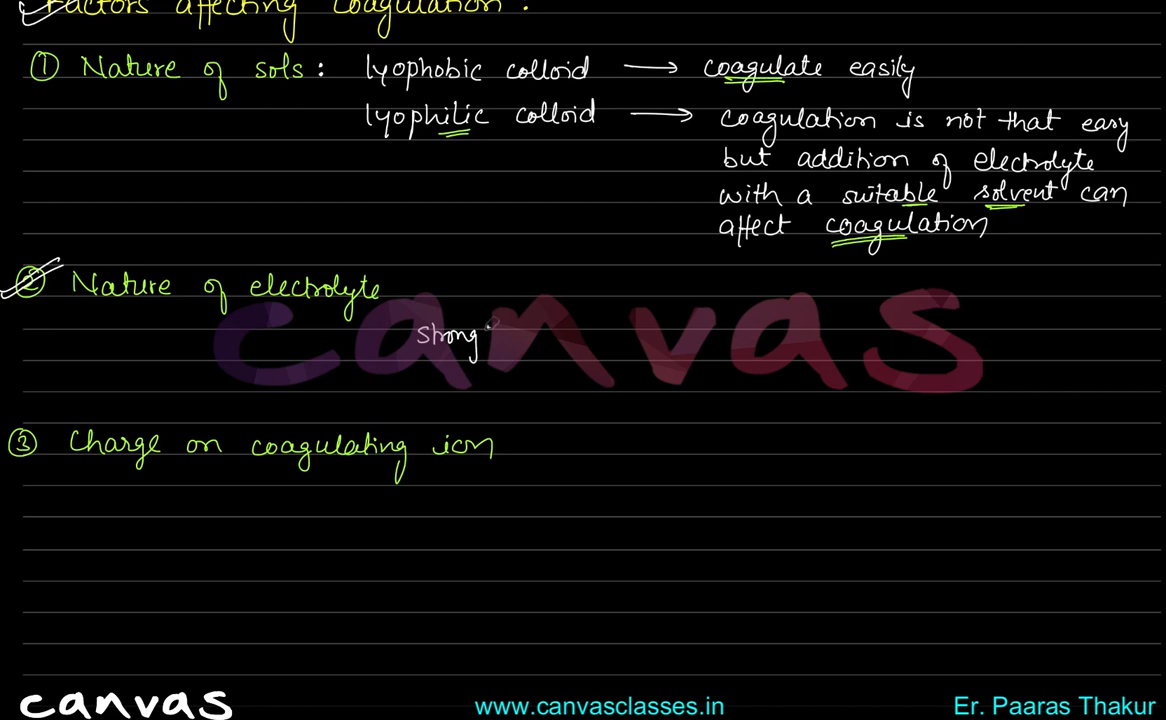 Factors affecting coagulation :
① Nature of sols : lyophobic colloid → coagulate easily
lyophilic colloid → coagulation is not that easy
but addition of electrolyte
with a suitable solvent can
affect coagulation
② Nature of electrolyte
canvas
Strong
③ Charge on coagulating ion
canvas www.canvasclasses.in Er. Paaras Thakur